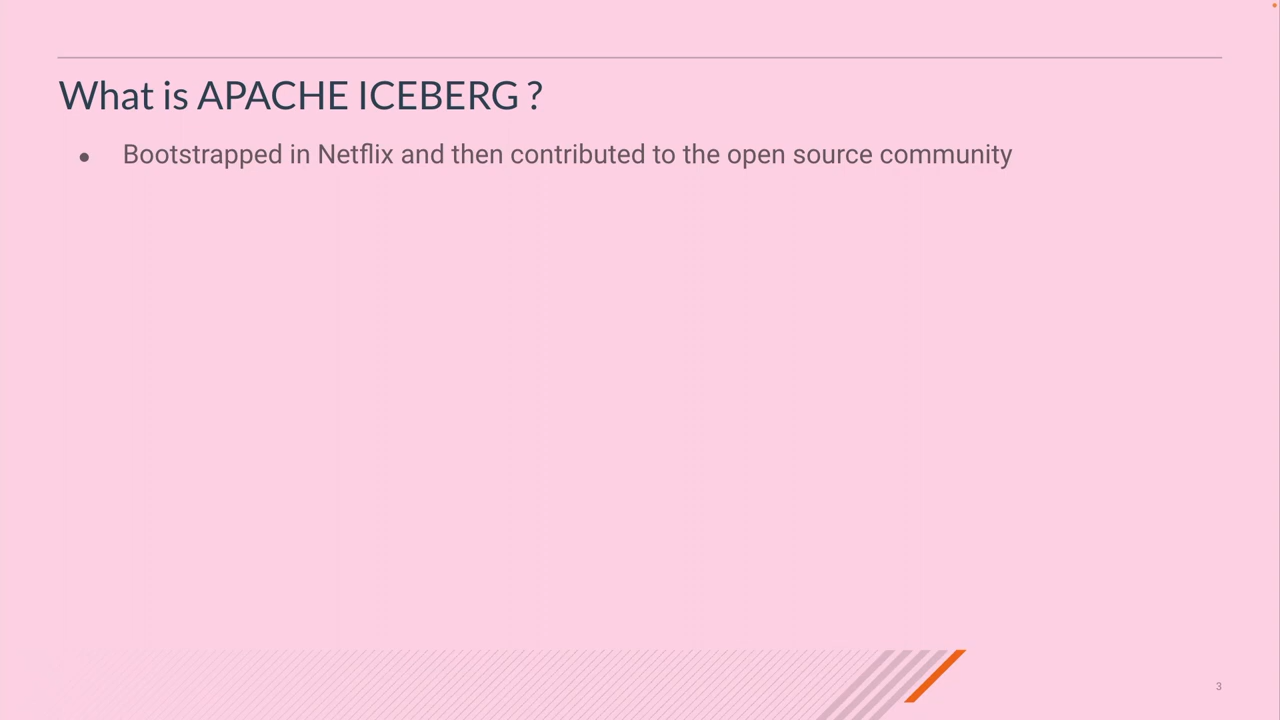 What is APACHE ICEBERG ?
● Bootstrapped in Netflix and then contributed to the open source community
3